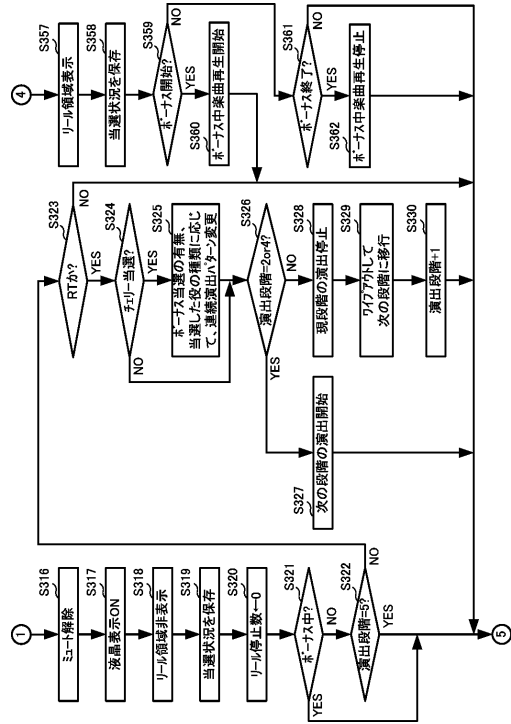 ①
S316
ミュート解除
S317
液晶表示ON
S318
リール領域非表示
S319
当選状況を保存
S320
リール停止数←0
S321
ボーナス中?
YES
NO
S322
演出段階=5?
NO
YES
S323
RTか?
NO
YES
S324
チェリー当選?
NO
YES
S325
ボーナス当選の有無、
当選した役の種類に応じ
て、連続演出パターン変更
S326
演出段階=2or4?
YES
NO
S327
次の段階の演出開始
S328
現段階の演出停止
S329
ワイプアウトして
次の段階に移行
S330
演出段階+1
④
S357
リール領域表示
S358
当選状況を保存
S359
ボーナス開始?
NO
YES
S360
ボーナス中楽曲再生開始
S361
ボーナス終了?
NO
YES
S362
ボーナス中楽曲再生停止
⑤